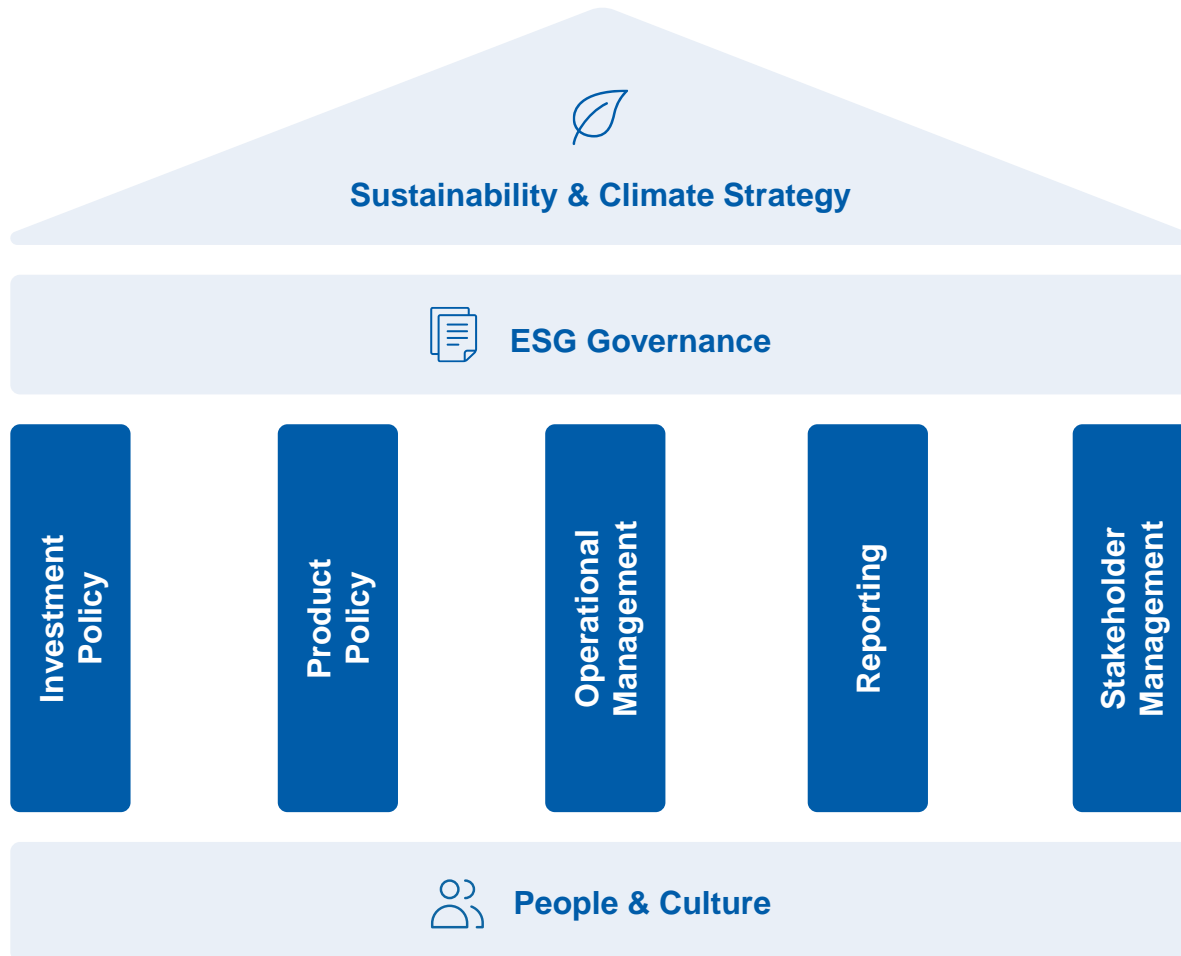 Sustainability & Climate Strategy
ESG Governance
Investment
Policy
Product
Policy
Operational
Management
Reporting
Stakeholder
Management
People & Culture